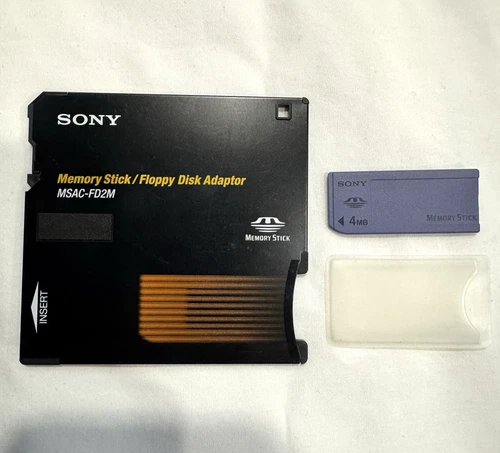 SONY
Memory Stick/Floppy Disk Adaptor
MSAC-FD2M
MEMORY STICK
INSERT
SONY
4MB
MEMORY STICK